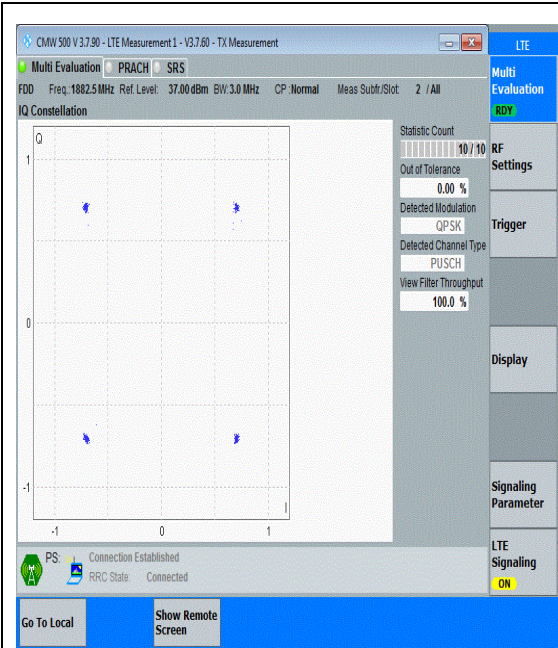 CMW 500 V 3.7.90 - LTE Measurement 1 - V3.7.60 - TX Measurement
LTE
Multi Evaluation PRACH SRS
FDD Freq.:1882.5 MHz Ref. Level: 37.00 dBm BW:3.0 MHz CP :Normal Meas Subfr./Slot: 2 / All
IQ Constellation
Q
1
0
-1
I
-1 0 1
Statistic Count
10 / 10
Out of Tolerance
0.00 %
Detected Modulation
QPSK
Detected Channel Type
PUSCH
View Filter Throughput
100.0 %
Multi
Evaluation
RDY
RF
Settings
Trigger
Display
Signaling
Parameter
LTE
Signaling
ON
PS: Connection Established
RRC State: Connected
Go To Local
Show Remote
Screen